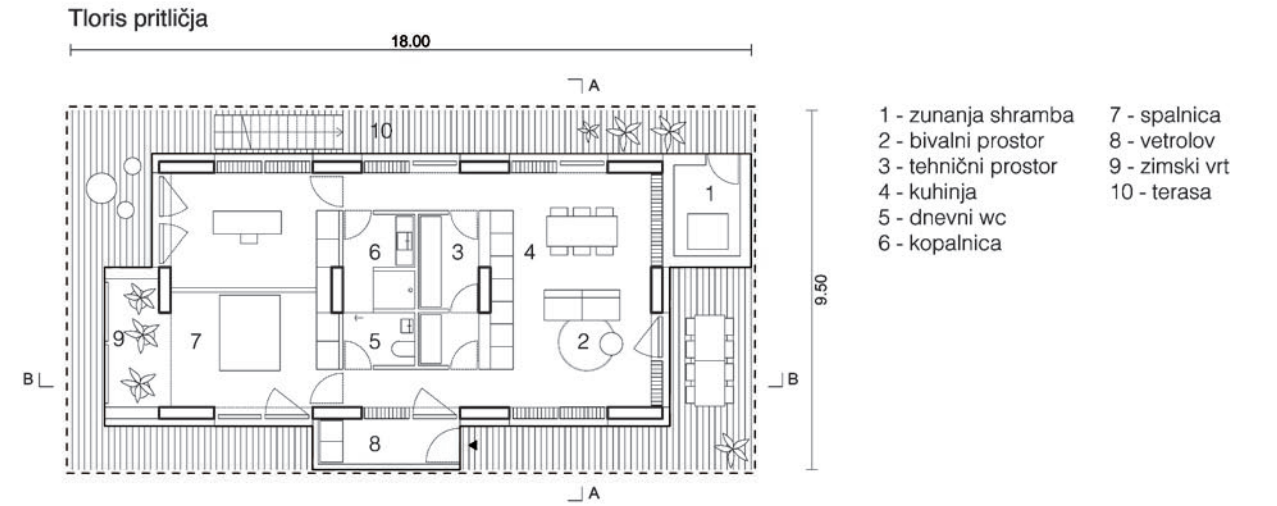 Tloris pritličja
18.00
A
10
1 - zunanja shramba
2 - bivalni prostor
3 - tehnični prostor
4 - kuhinja
5 - dnevni wc
6 - kopalnica
7 - spalnica
8 - vetrolov
9 - zimski vrt
10 - terasa
1
6
3
4
9.50
9
7
5
2
B
B
8
A